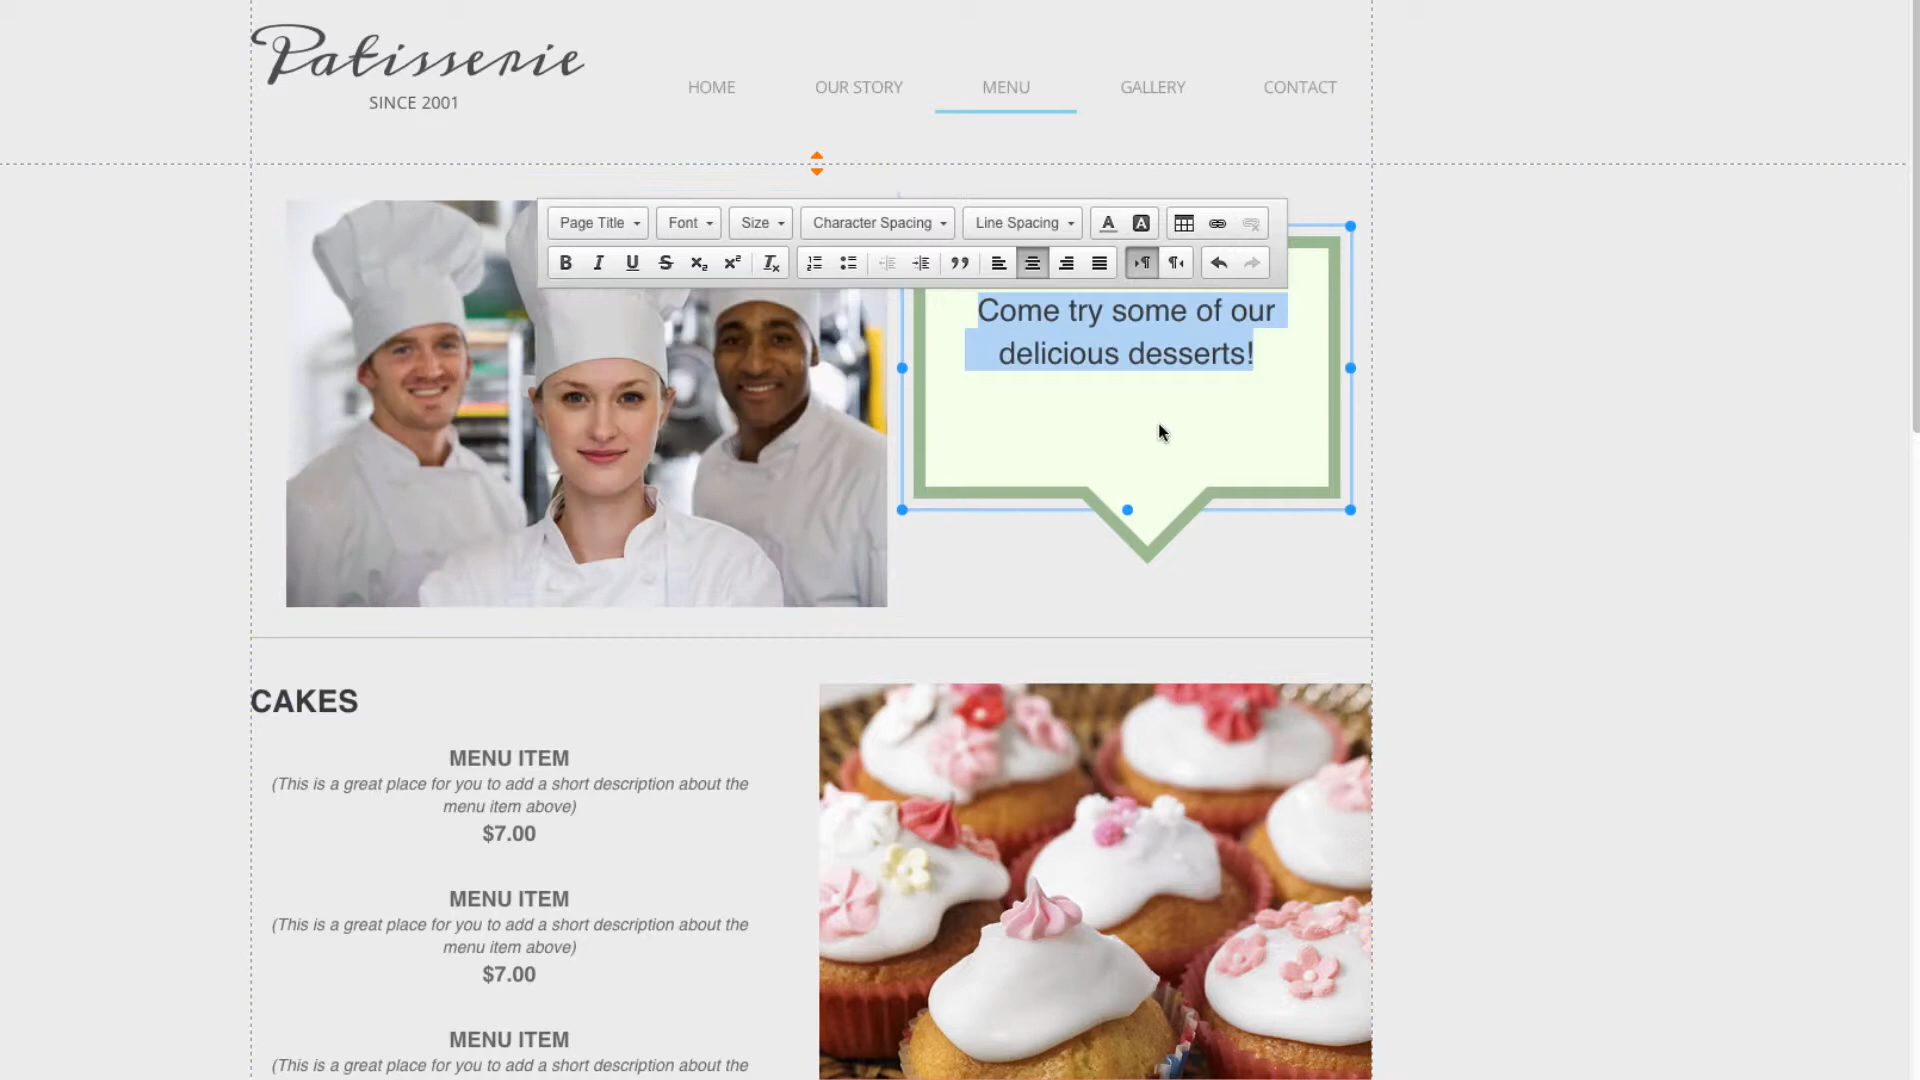 Patisserie
SINCE 2001
HOME
OUR STORY
MENU
GALLERY
CONTACT
Page Title
Font
Size
Character Spacing
Line Spacing
A
A
B
I
U
S
x₂
x²
Tx
Come try some of our
delicious desserts!
CAKES
MENU ITEM
(This is a great place for you to add a short description about the
menu item above)
$7.00
MENU ITEM
(This is a great place for you to add a short description about the
menu item above)
$7.00
MENU ITEM
(This is a great place for you to add a short description about the